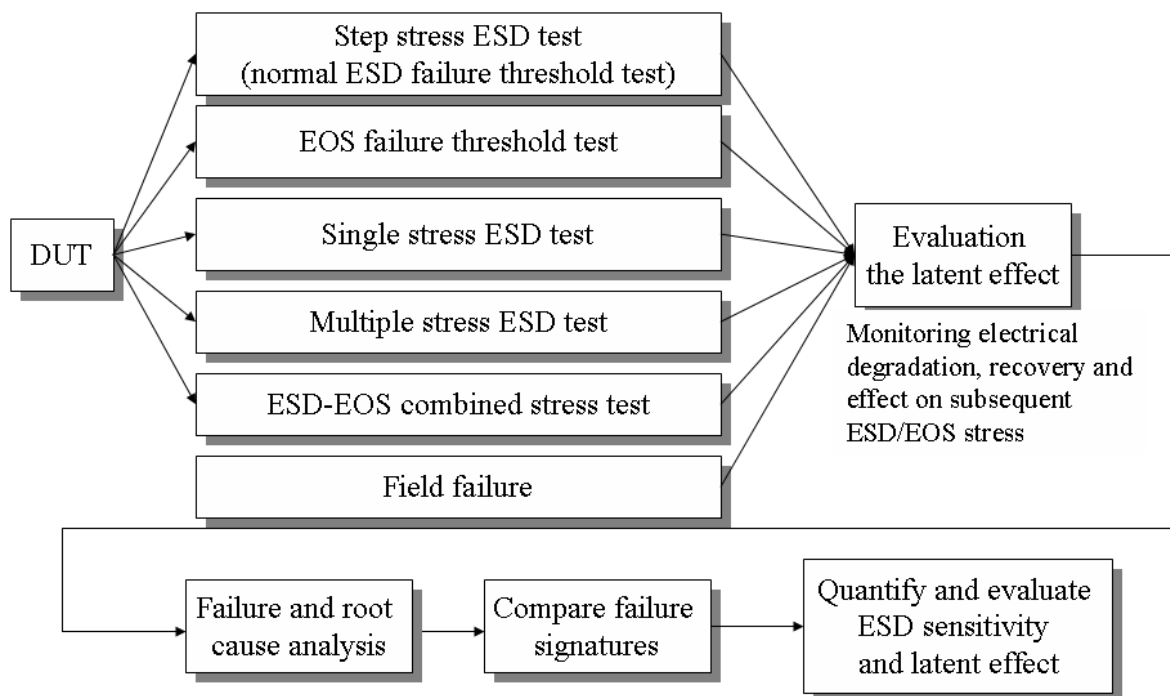 Step stress ESD test
(normal ESD failure threshold test)
EOS failure threshold test
DUT
Single stress ESD test
Multiple stress ESD test
ESD-EOS combined stress test
Field failure
Evaluation
the latent effect
Monitoring electrical
degradation, recovery and
effect on subsequent
ESD/EOS stress
Failure and root
cause analysis
Compare failure
signatures
Quantify and evaluate
ESD sensitivity
and latent effect